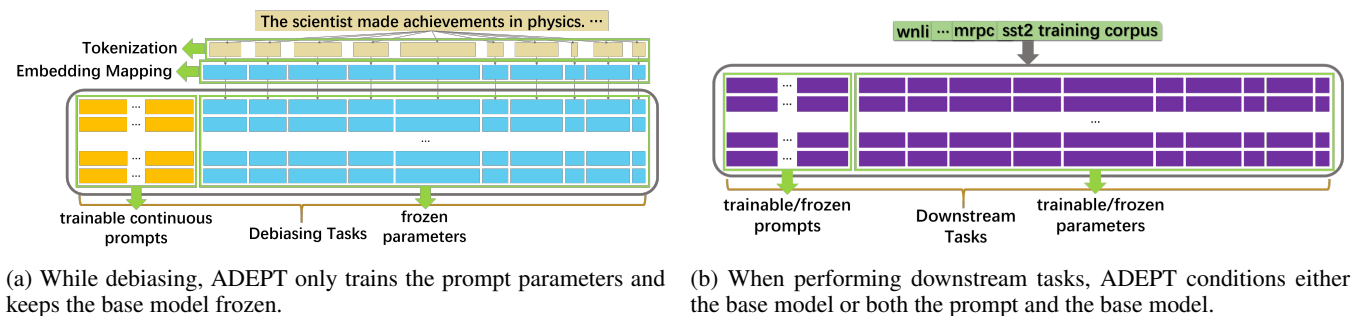 The scientist made achievements in physics. ...
Tokenization
Embedding Mapping
...
...
...
...
...
trainable continuous
prompts
Debiasing Tasks
frozen
parameters
(a) While debiasing, ADEPT only trains the prompt parameters and
keeps the base model frozen.
wnli ... mrpc sst2 training corpus
...
...
...
...
...
trainable/frozen
prompts
Downstream
Tasks
trainable/frozen
parameters
(b) When performing downstream tasks, ADEPT conditions either
the base model or both the prompt and the base model.